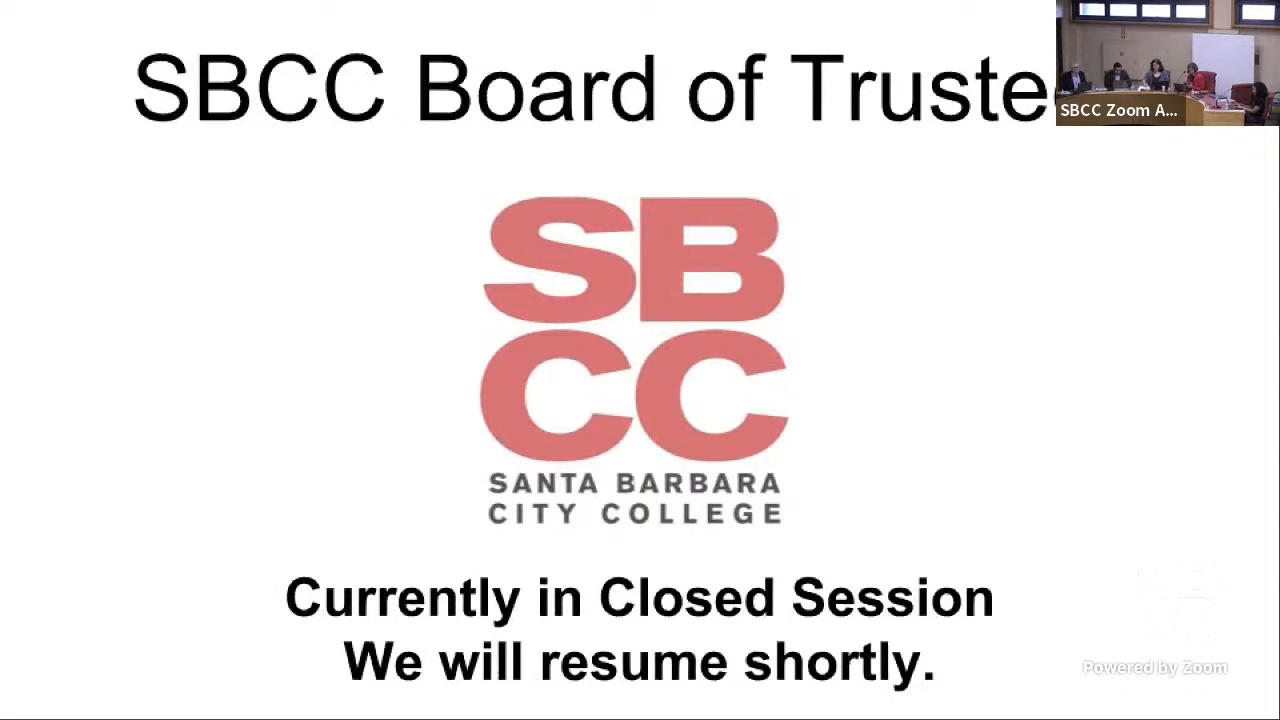 SBCC Board of Truste
SBCC Zoom A...
SB
CC
SANTA BARBARA
CITY COLLEGE
Currently in Closed Session
We will resume shortly.
Powered by Zoom